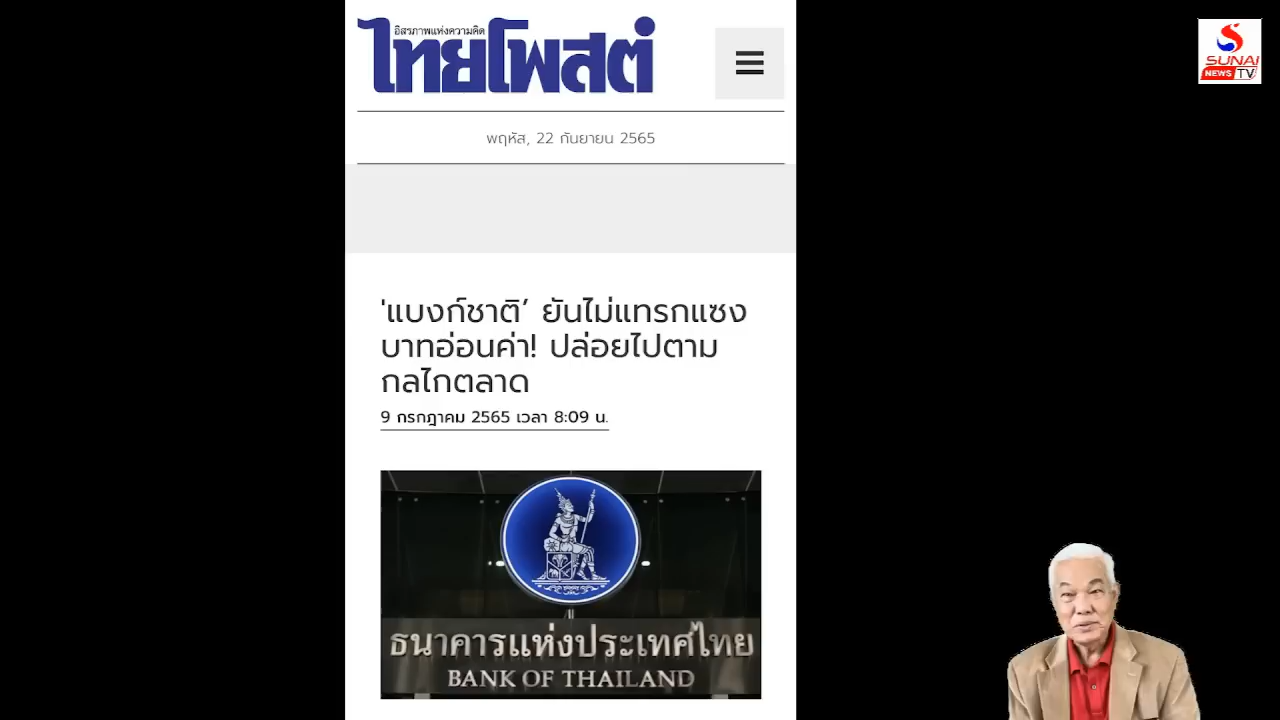 อิสรภาพแห่งความคิด
ไทยโพสต์
พฤหัส, 22 กันยายน 2565
'แบงก์ชาติ’ ยันไม่แทรกแซง
บาทอ่อนค่า! ปล่อยไปตาม
กลไกตลาด
9 กรกฎาคม 2565 เวลา 8:09 น.
ธนาคารแห่งประเทศไทย
BANK OF THAILAND
SUNAI
NEWS TV